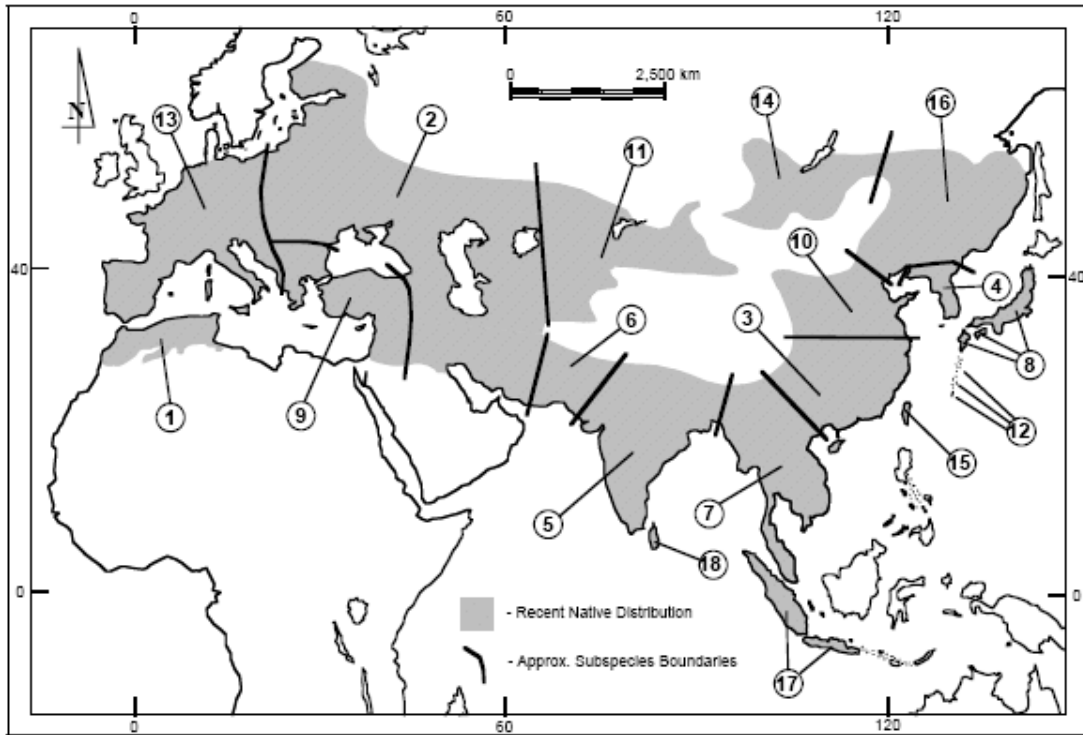 0 60 120
0 2,500 km
N
13 2 14 16
11
10
40 40
4
6 3
8
1 9
12
15
5 7
18
0 0
- Recent Native Distribution
- Approx. Subspecies Boundaries
17
0 60 120